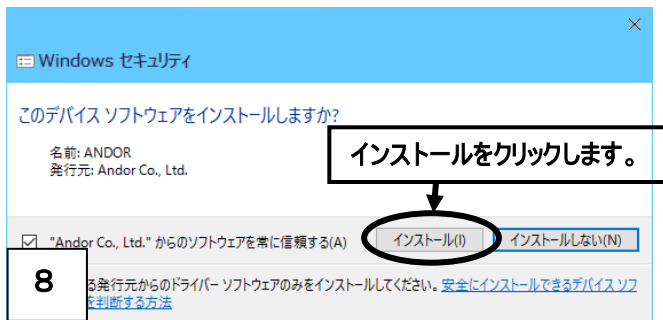 Windows セキュリティ
このデバイス ソフトウェアをインストールしますか?
名前: ANDOR
発行元: Andor Co., Ltd.
インストールをクリックします。
"Andor Co., Ltd." からのソフトウェアを常に信頼する(A)
インストール(I)
インストールしない(N)
8
る発行元からのドライバー ソフトウェアのみをインストールしてください。安全にインストールできるデバイス ソフ
を判断する方法